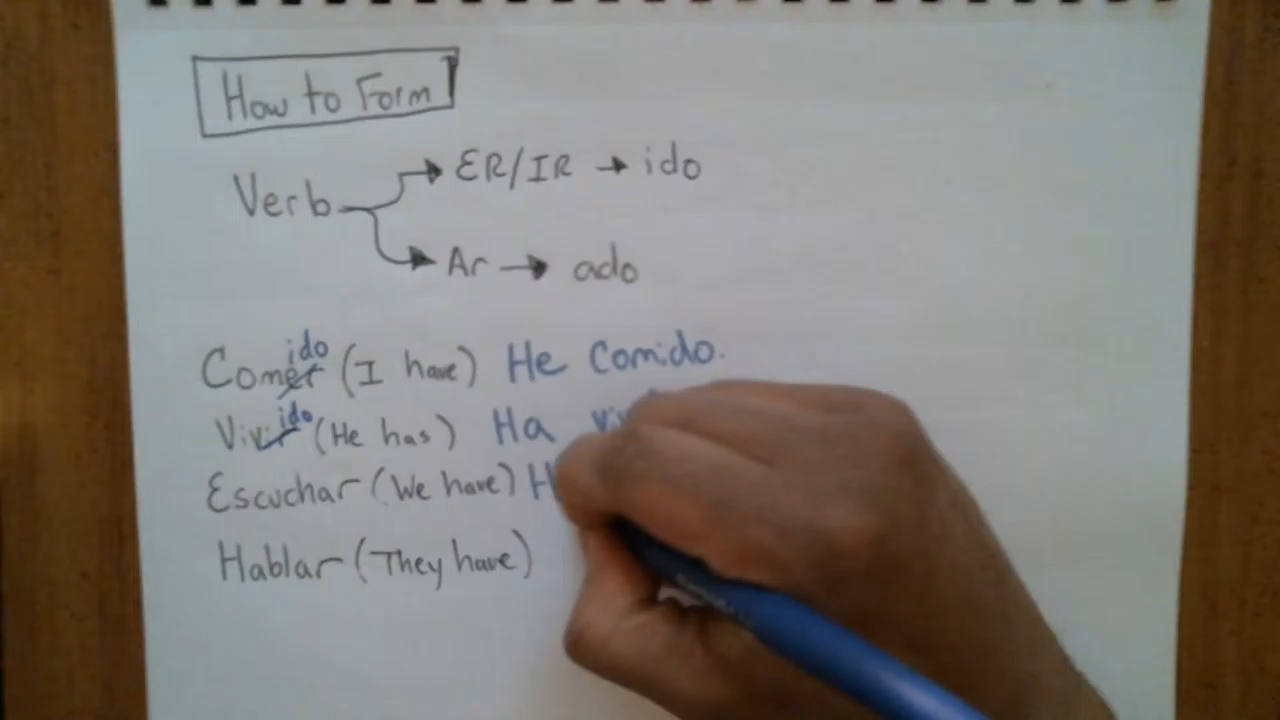 How to Form
Verb → ER/IR → ido
→ Ar → ado
Comer ido (I have) He Comido.
Vivir ido (He has) Ha
Escuchar (We have)
Hablar (They have)